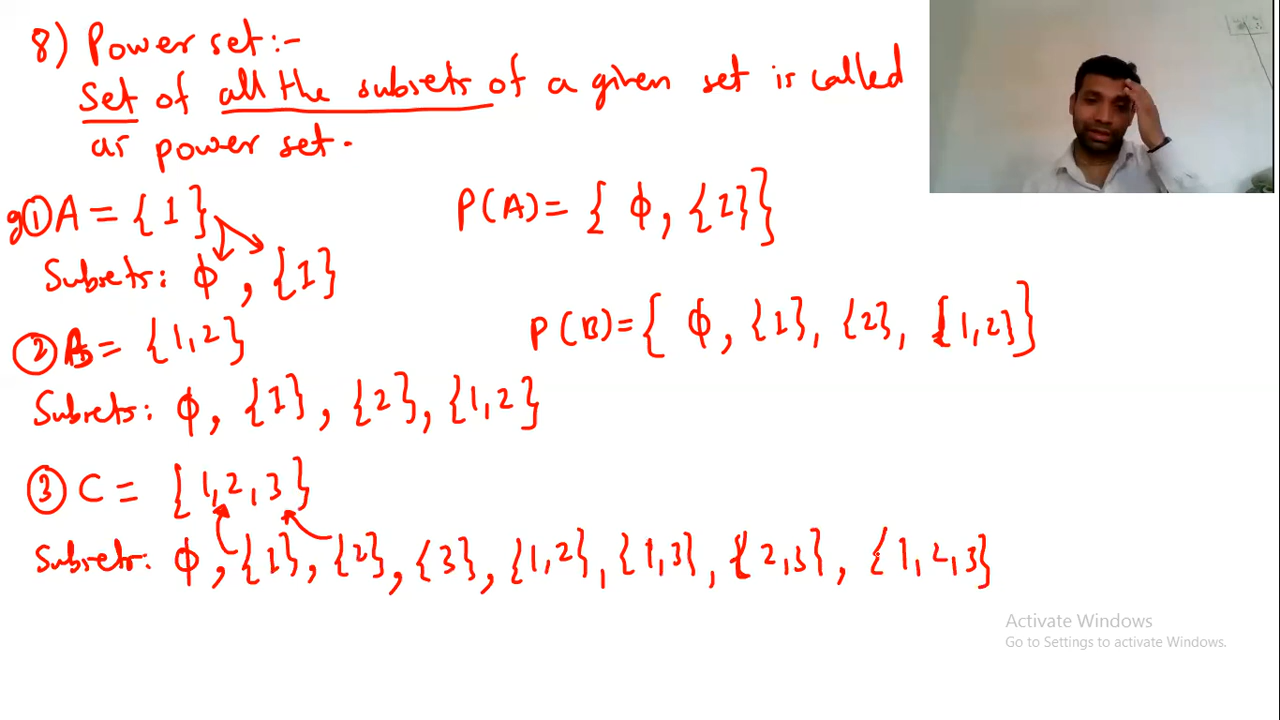 8) Power set:-
Set of all the subsets of a given set is called
as power set.
eg ① A = {1}
P(A) = { ϕ, {1}}
Subsets: ϕ, {1}
② B = {1,2}
P(B) = { ϕ, {1}, {2}, {1,2}}
Subsets: ϕ, {1}, {2}, {1,2}
③ C = {1,2,3}
Subsets: ϕ, {1}, {2}, {3}, {1,2}, {1,3}, {2,3}, {1,2,3}
Activate Windows
Go to Settings to activate Windows.